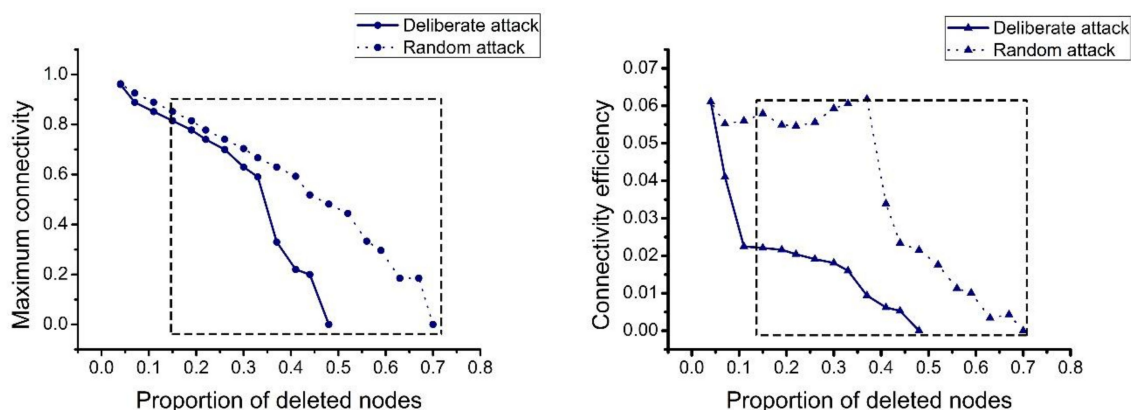 Deliberate attack
Random attack
Maximum connectivity
1.0
0.8
0.6
0.4
0.2
0.0
0.0 0.1 0.2 0.3 0.4 0.5 0.6 0.7 0.8
Proportion of deleted nodes
Deliberate attack
Random attack
Connectivity efficiency
0.07
0.06
0.05
0.04
0.03
0.02
0.01
0.00
0.0 0.1 0.2 0.3 0.4 0.5 0.6 0.7 0.8
Proportion of deleted nodes